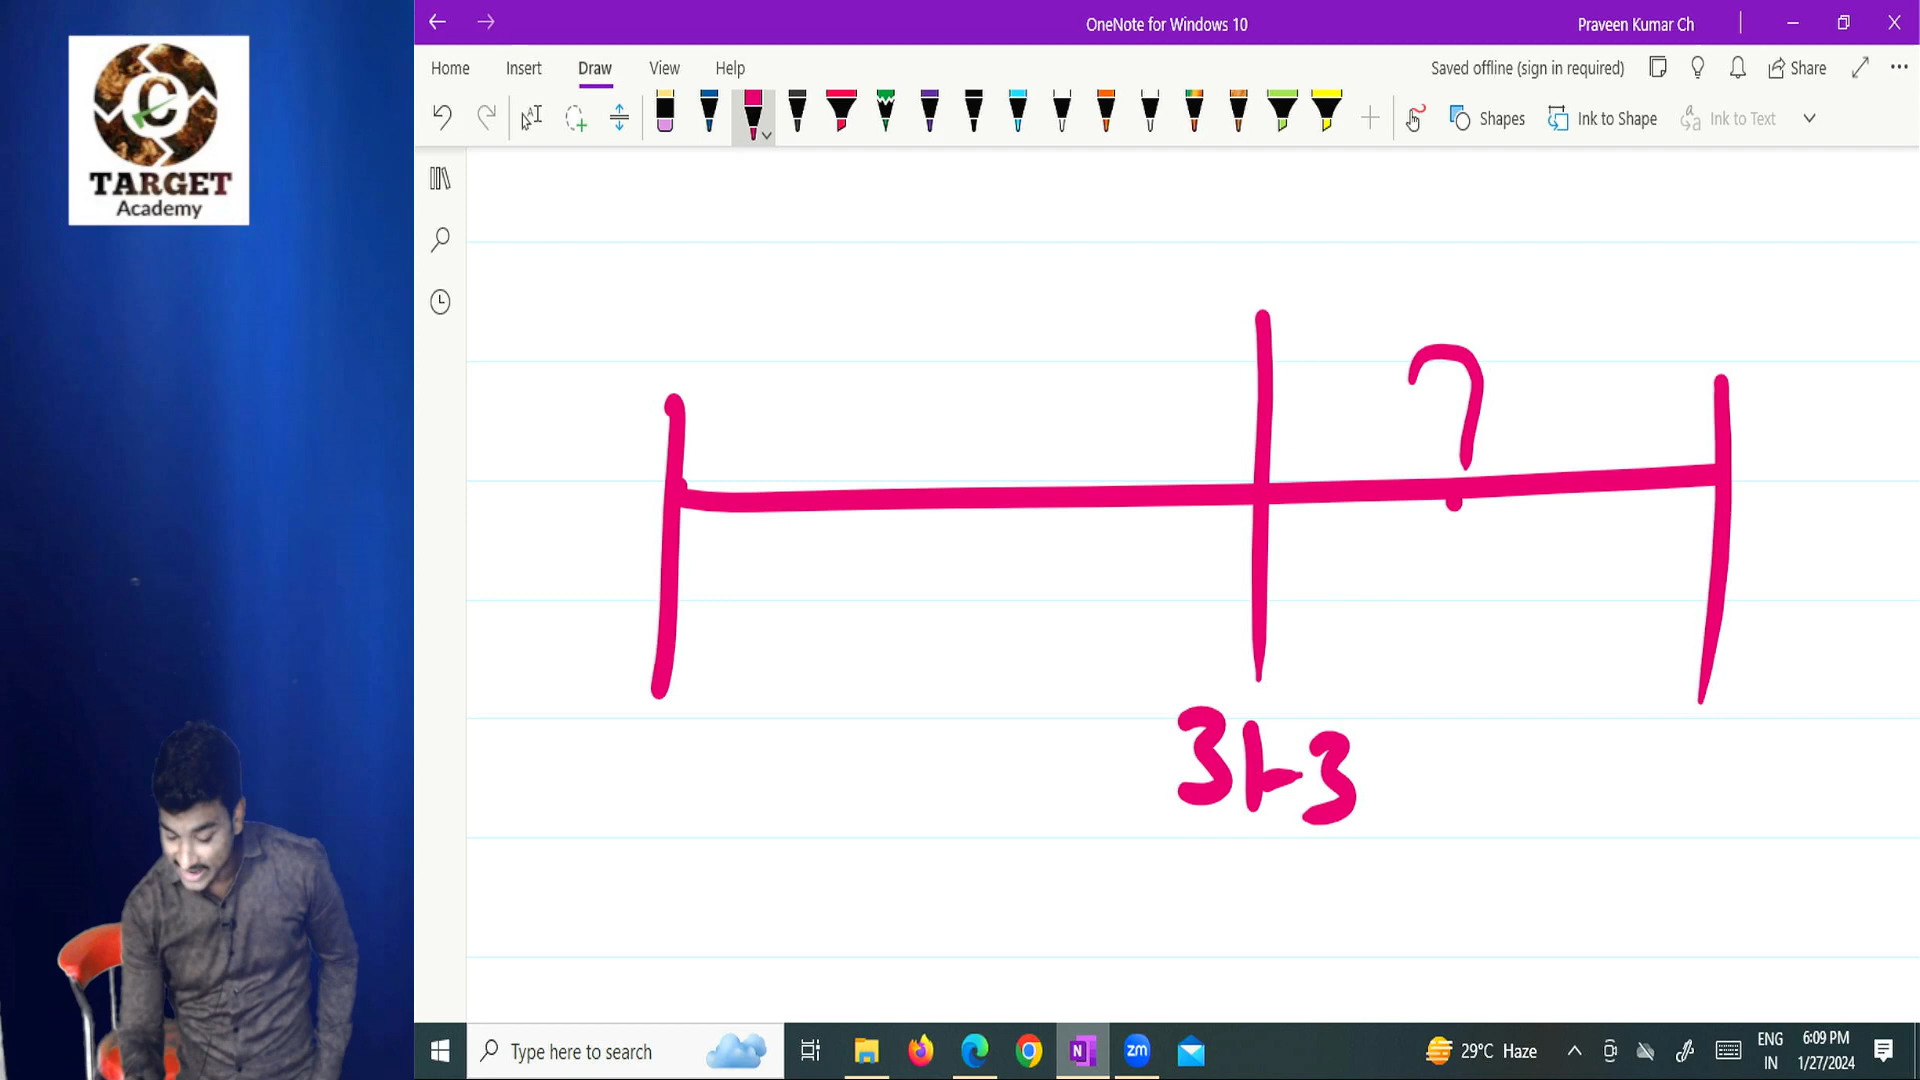 TARGET
Academy
OneNote for Windows 10
Praveen Kumar Ch
Home Insert Draw View Help
Saved offline (sign in required)
Share
Shapes
Ink to Shape
Ink to Text
?
Type here to search
zm
N
29°C Haze
ENG
IN
6:09 PM
1/27/2024